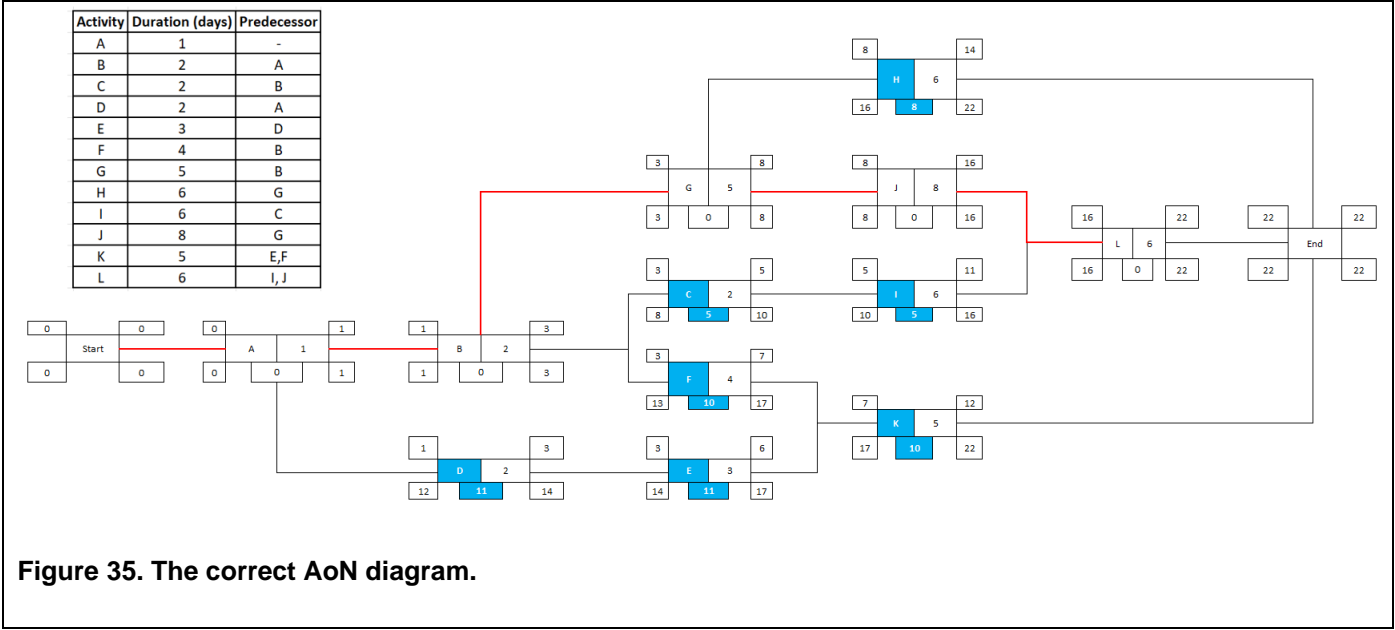 Activity Duration (days) Predecessor
A 1 -
B 2 A
C 2 B
D 2 A
E 3 D
F 4 B
G 5 B
H 6 G
I 6 C
J 8 G
K 5 E,F
L 6 I, J
8 14
H 6
16 8 22
3 8
G 5
3 0 8
8 16
J 8
8 0 16
16 22
L 6
16 0 22
22 22
End
22 22
3 5
C 2
8 5 10
5 11
I 6
10 5 16
0 0
Start
0 0
0 1
A 1
0 0 1
1 3
B 2
1 0 3
3 7
F 4
13 10 17
7 12
K 5
17 10 22
1 3
D 2
12 11 14
3 6
E 3
14 11 17
Figure 35. The correct AoN diagram.